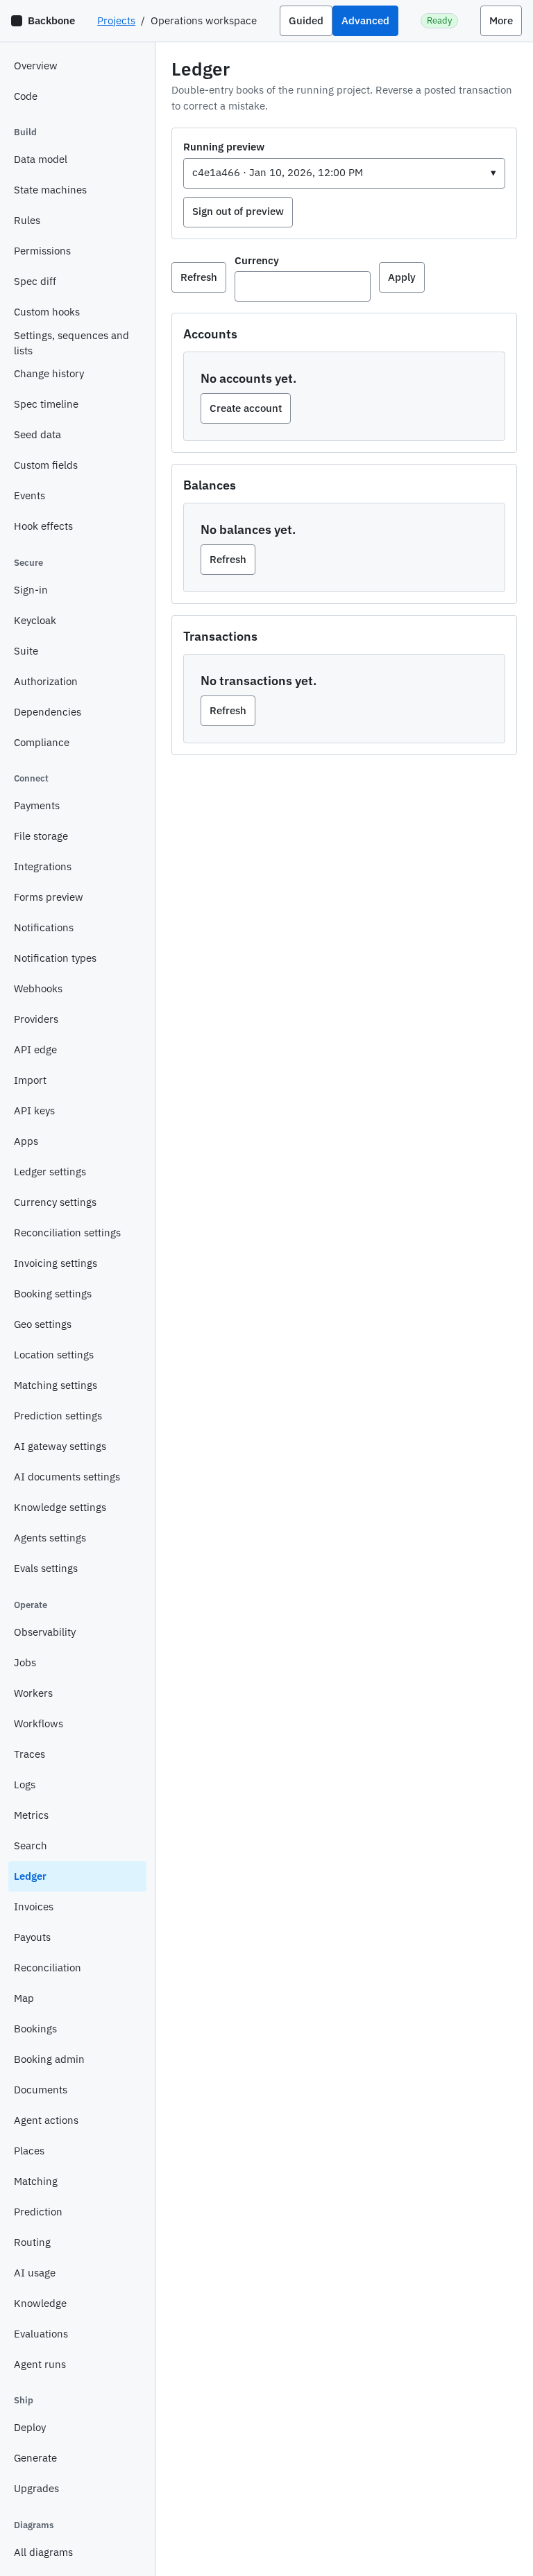 Backbone
Projects / Operations workspace
Guided
Advanced
Ready
More
Overview
Code
Build
Data model
State machines
Rules
Permissions
Spec diff
Custom hooks
Settings, sequences and
lists
Change history
Spec timeline
Seed data
Custom fields
Events
Hook effects
Secure
Sign-in
Keycloak
Suite
Authorization
Dependencies
Compliance
Connect
Payments
File storage
Integrations
Forms preview
Notifications
Notification types
Webhooks
Providers
API edge
Import
API keys
Apps
Ledger settings
Currency settings
Reconciliation settings
Invoicing settings
Booking settings
Geo settings
Location settings
Matching settings
Prediction settings
AI gateway settings
AI documents settings
Knowledge settings
Agents settings
Evals settings
Operate
Observability
Jobs
Workers
Workflows
Traces
Logs
Metrics
Search
Ledger
Invoices
Payouts
Reconciliation
Map
Bookings
Booking admin
Documents
Agent actions
Places
Matching
Prediction
Routing
AI usage
Knowledge
Evaluations
Agent runs
Ship
Deploy
Generate
Upgrades
Diagrams
All diagrams
Ledger
Double-entry books of the running project. Reverse a posted transaction
to correct a mistake.
Running preview
c4e1a466 · Jan 10, 2026, 12:00 PM
Sign out of preview
Refresh
Currency
Apply
Accounts
No accounts yet.
Create account
Balances
No balances yet.
Refresh
Transactions
No transactions yet.
Refresh